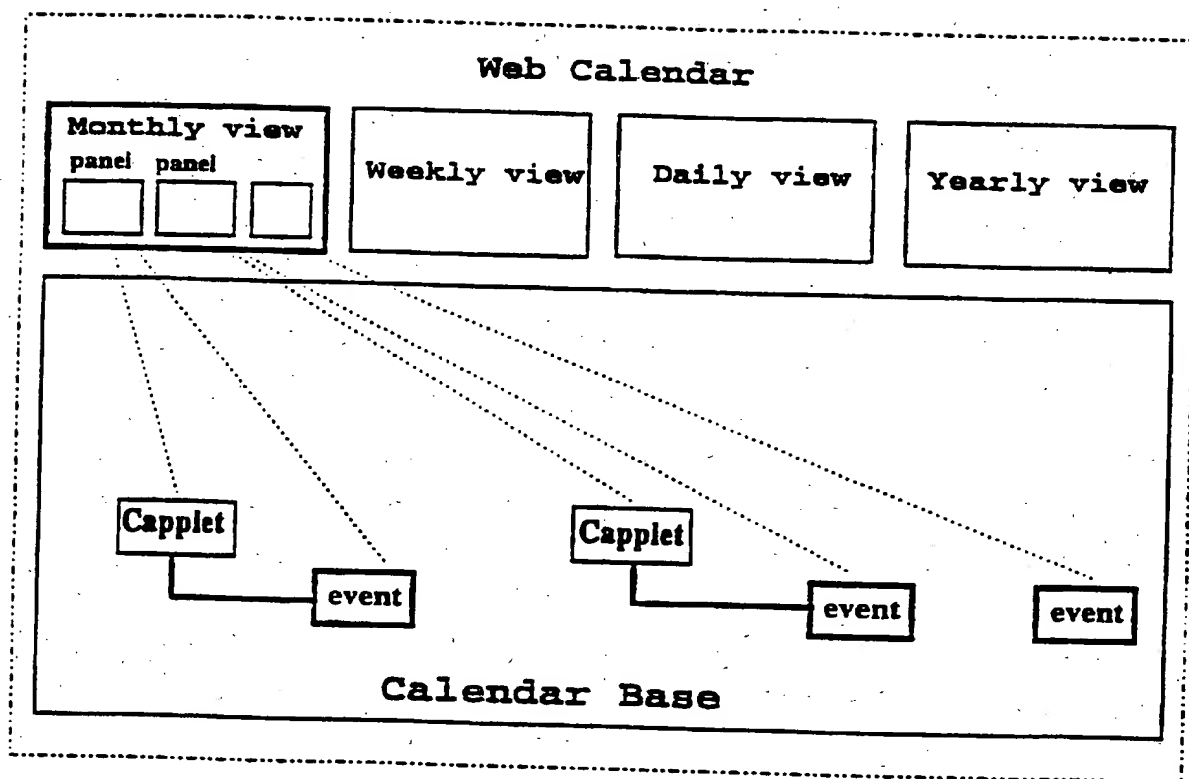 Web Calendar
Monthly view
panel panel
Weekly view
Daily view
Yearly view
Capplet
event
Capplet
event
event
Calendar Base